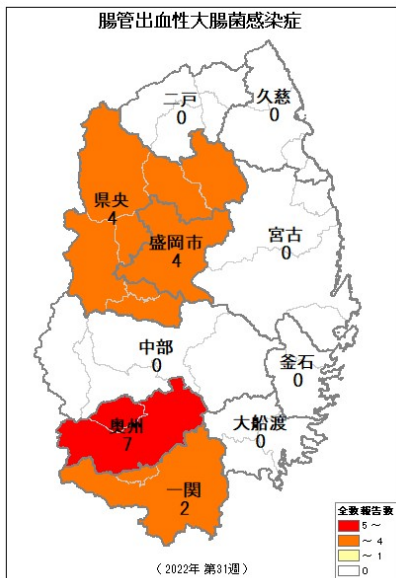 腸管出血性大腸菌感染症
二戸
0
久慈
0
県央
4
盛岡市
4
宮古
0
中部
0
釜石
0
奥州
7
大船渡
0
一関
2
全数報告数
5 ～
～ 4
～ 1
0
（ 2022年 第31週 ）